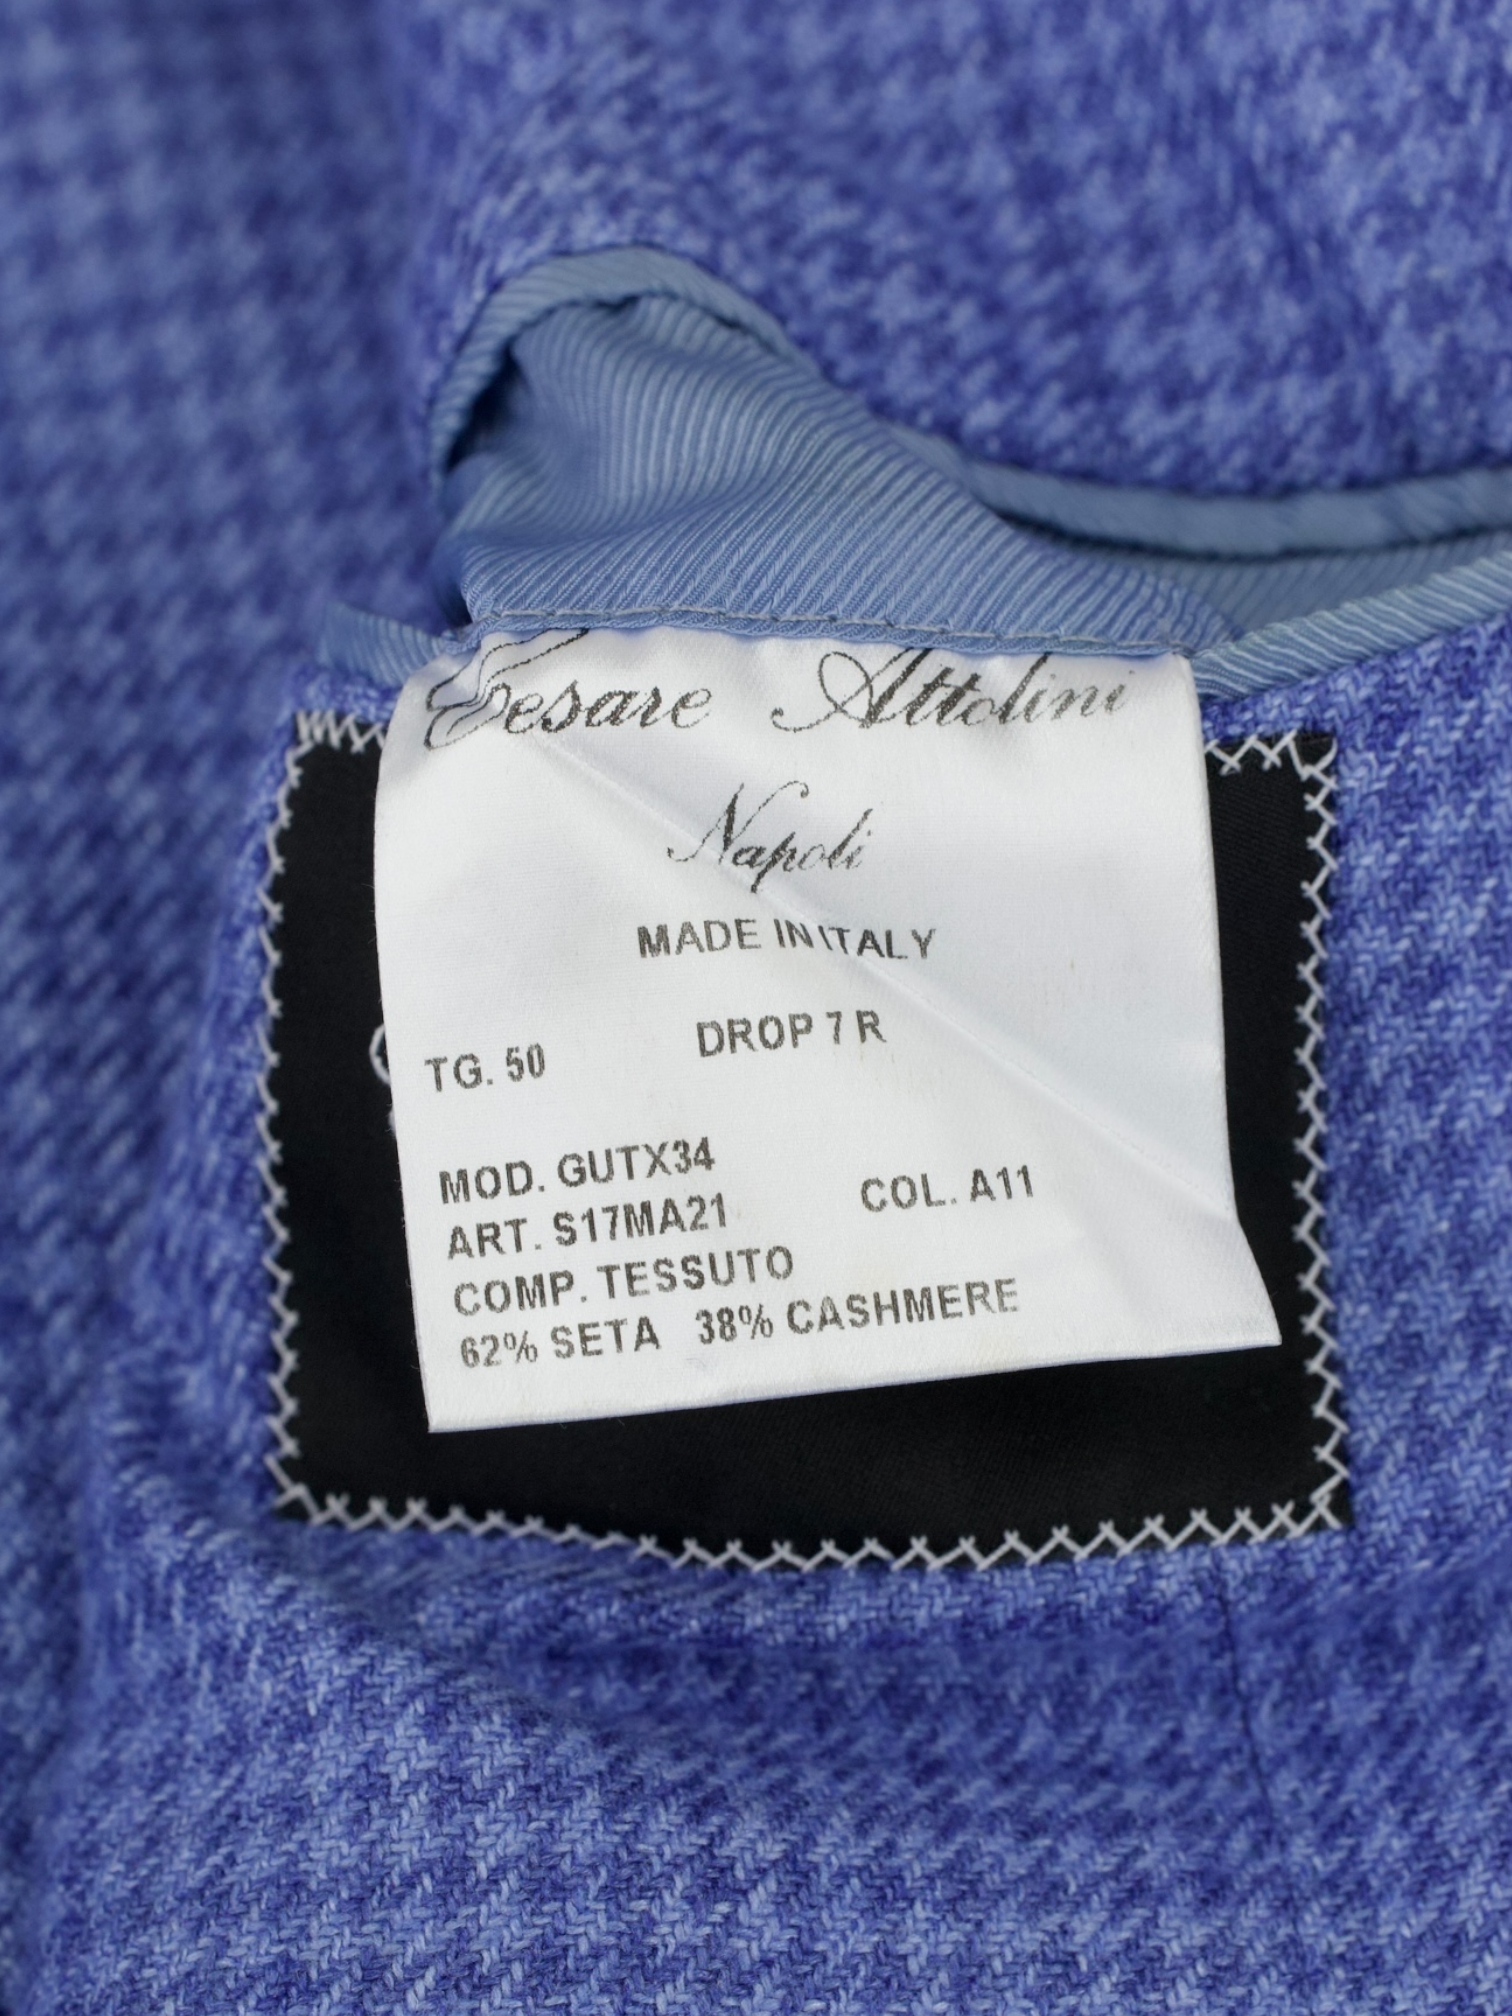 Cesare Attolini
Napoli
MADE IN ITALY
TG. 50 DROP 7 R
MOD. GUTX34
ART. S17MA21 COL. A11
COMP. TESSUTO
62% SETA 38% CASHMERE